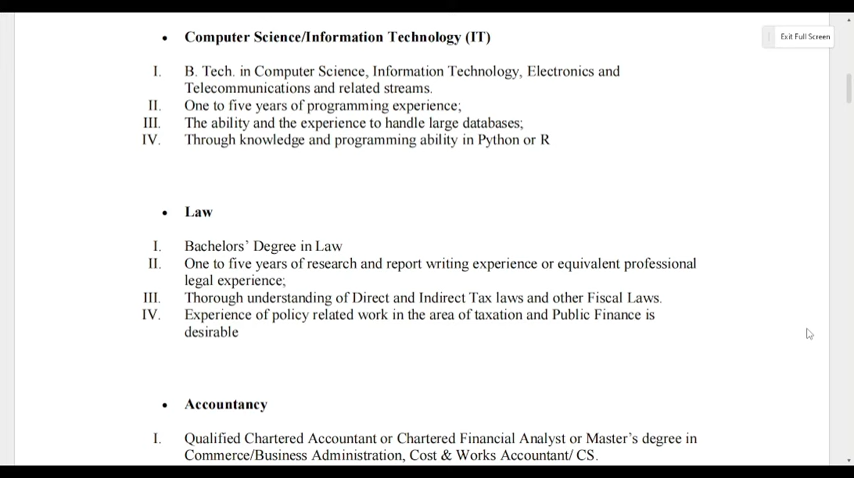 • Computer Science/Information Technology (IT)
Exit Full Screen
I. B. Tech. in Computer Science, Information Technology, Electronics and
Telecommunications and related streams.
II. One to five years of programming experience;
III. The ability and the experience to handle large databases;
IV. Through knowledge and programming ability in Python or R
• Law
I. Bachelors’ Degree in Law
II. One to five years of research and report writing experience or equivalent professional
legal experience;
III. Thorough understanding of Direct and Indirect Tax laws and other Fiscal Laws.
IV. Experience of policy related work in the area of taxation and Public Finance is
desirable
• Accountancy
I. Qualified Chartered Accountant or Chartered Financial Analyst or Master’s degree in
Commerce/Business Administration, Cost & Works Accountant/ CS.